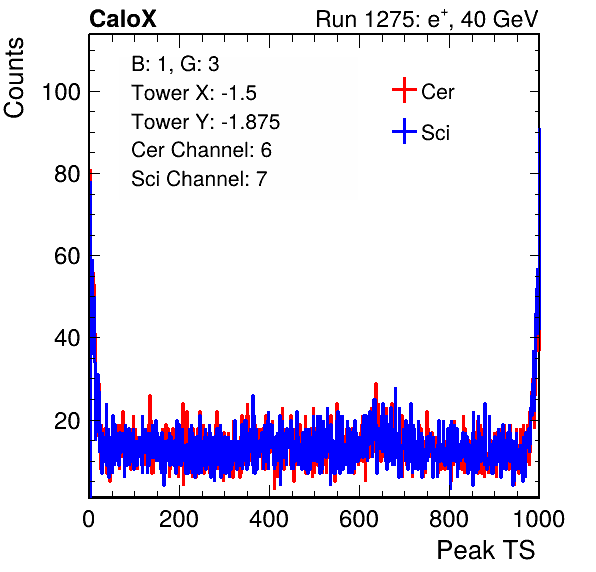 CaloX
Run 1275: e+, 40 GeV
Counts
B: 1, G: 3
Tower X: -1.5
Tower Y: -1.875
Cer Channel: 6
Sci Channel: 7
Cer
Sci
100
80
60
40
20
0
200
400
600
800
1000
Peak TS